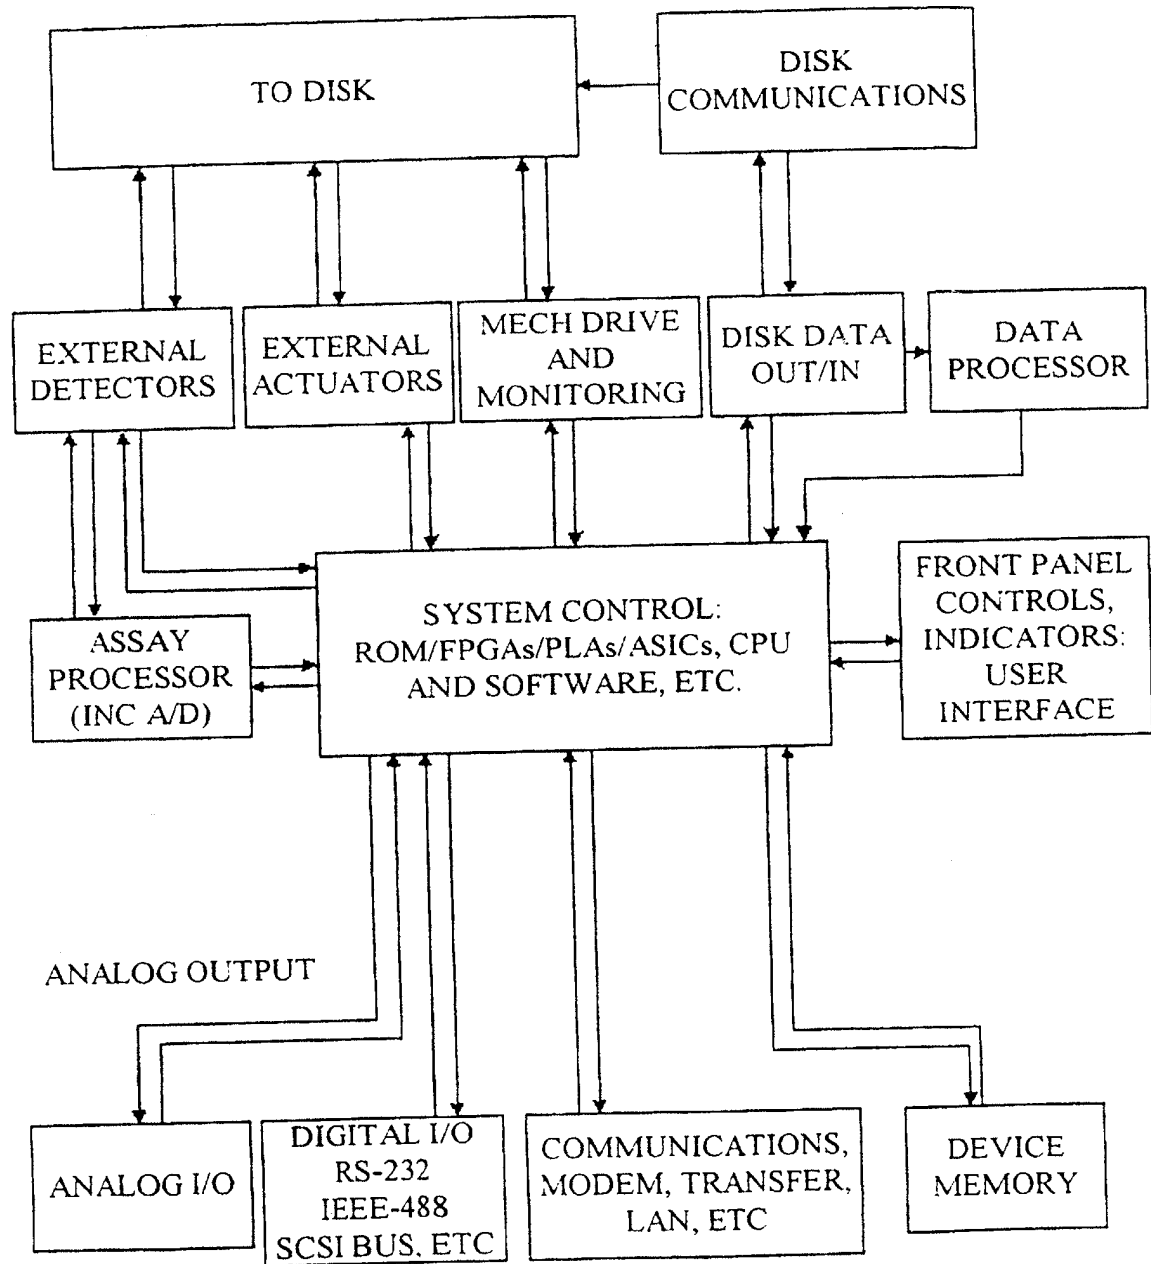 TO DISK
DISK
COMMUNICATIONS
EXTERNAL
DETECTORS
EXTERNAL
ACTUATORS
MECH DRIVE
AND
MONITORING
DISK DATA
OUT/IN
DATA
PROCESSOR
ASSAY
PROCESSOR
(INC A/D)
SYSTEM CONTROL:
ROM/FPGAs/PLAs/ASICs, CPU
AND SOFTWARE, ETC.
FRONT PANEL
CONTROLS,
INDICATORS:
USER
INTERFACE
ANALOG OUTPUT
ANALOG I/O
DIGITAL I/O
RS-232
IEEE-488
SCSI BUS, ETC
COMMUNICATIONS,
MODEM, TRANSFER,
LAN, ETC
DEVICE
MEMORY